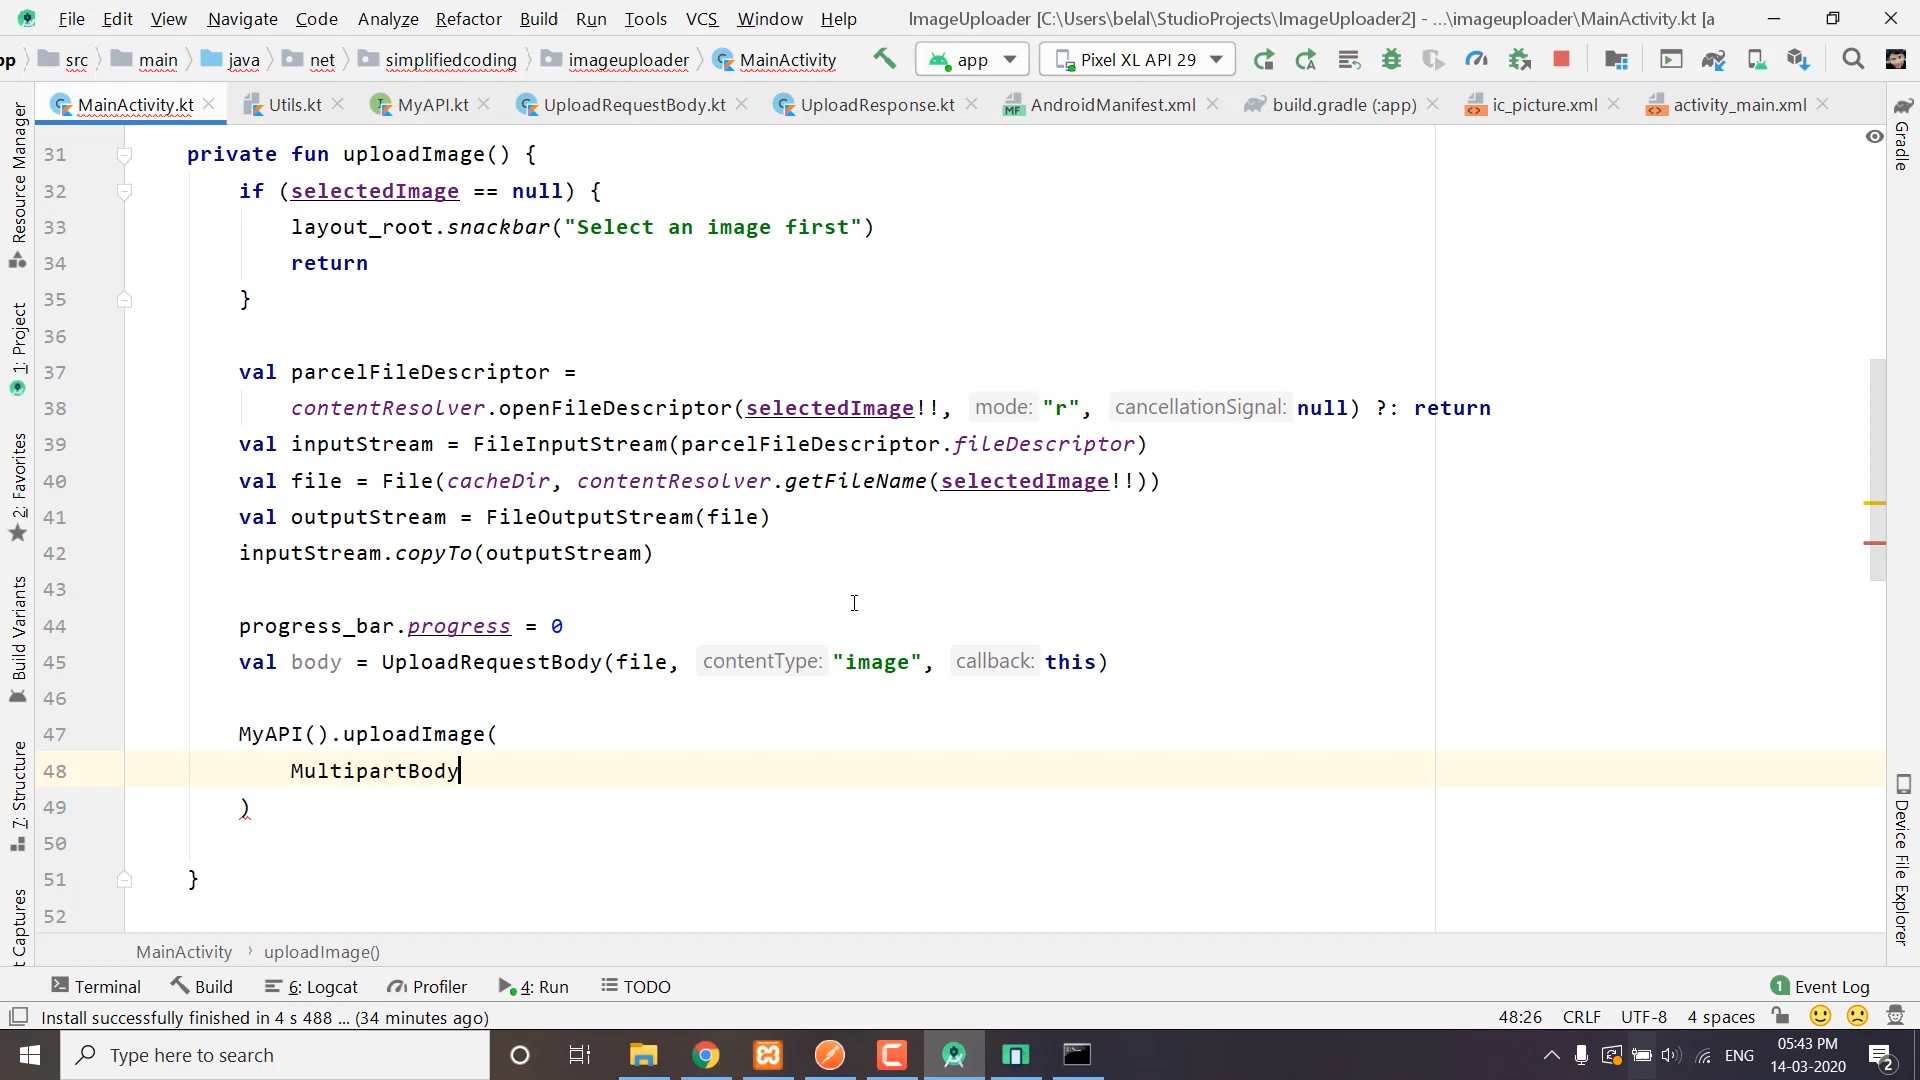 File Edit View Navigate Code Analyze Refactor Build Run Tools VCS Window Help ImageUploader [C:\Users\belal\StudioProjects\ImageUploader2] - ...\imageuploader\MainActivity.kt [a
pp src main java net simplifiedcoding imageuploader MainActivity app Pixel XL API 29
MainActivity.kt Utils.kt MyAPI.kt UploadRequestBody.kt UploadResponse.kt AndroidManifest.xml build.gradle (:app) ic_picture.xml activity_main.xml
Resource Manager
1: Project
2: Favorites
Build Variants
7: Structure
t Captures
31 private fun uploadImage() {
32 if (selectedImage == null) {
33 layout_root.snackbar("Select an image first")
34 return
35 }
36
37 val parcelFileDescriptor =
38 contentResolver.openFileDescriptor(selectedImage!!, mode: "r", cancellationSignal: null) ?: return
39 val inputStream = FileInputStream(parcelFileDescriptor.fileDescriptor)
40 val file = File(cacheDir, contentResolver.getFileName(selectedImage!!))
41 val outputStream = FileOutputStream(file)
42 inputStream.copyTo(outputStream)
43
44 progress_bar.progress = 0
45 val body = UploadRequestBody(file, contentType: "image", callback: this)
46
47 MyAPI().uploadImage(
48 MultipartBody
49 )
50
51 }
52
Gradle
Device File Explorer
MainActivity › uploadImage()
Terminal Build 6: Logcat Profiler 4: Run TODO 1 Event Log
Install successfully finished in 4 s 488 ... (34 minutes ago) 48:26 CRLF UTF-8 4 spaces
Type here to search ENG 05:43 PM
14-03-2020 2